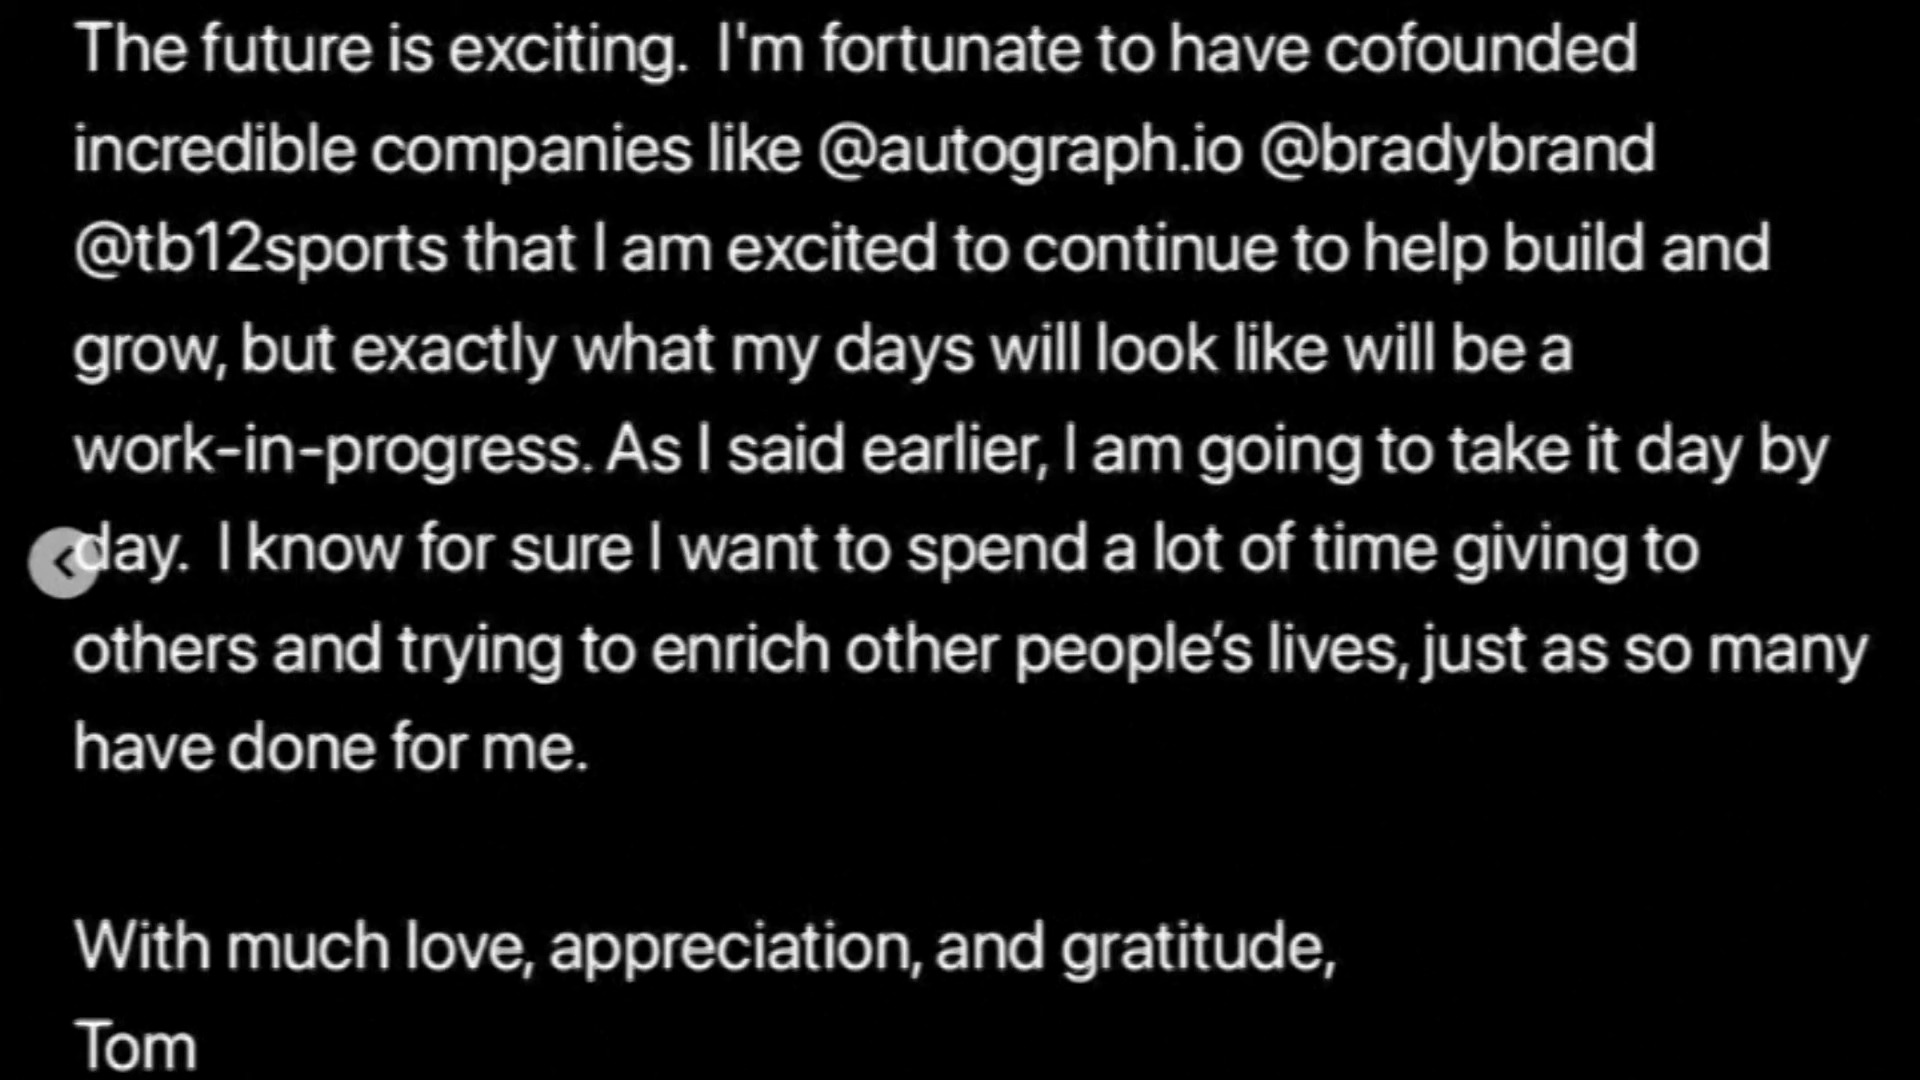 The future is exciting.  I'm fortunate to have cofounded
incredible companies like @autograph.io @bradybrand
@tb12sports that I am excited to continue to help build and
grow, but exactly what my days will look like will be a
work-in-progress. As I said earlier, I am going to take it day by
day.  I know for sure I want to spend a lot of time giving to
others and trying to enrich other people’s lives, just as so many
have done for me.
With much love, appreciation, and gratitude,
Tom